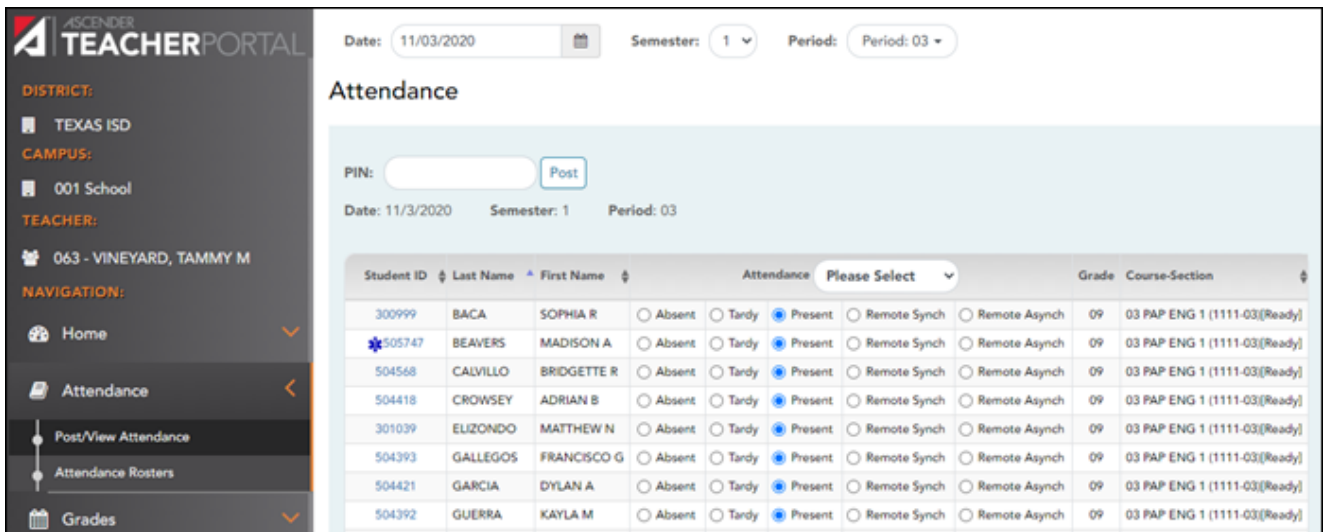 ASCENDER
TEACHERPORTAL
DISTRICT:
TEXAS ISD
CAMPUS:
001 School
TEACHER:
063 - VINEYARD, TAMMY M
NAVIGATION:
Home
Attendance
Post/View Attendance
Attendance Rosters
Grades
Date: 11/03/2020 Semester: 1 Period: Period: 03
Attendance
PIN: Post
Date: 11/3/2020 Semester: 1 Period: 03
Student ID Last Name First Name Attendance Please Select Grade Course-Section
300999 BACA SOPHIA R Absent Tardy Present Remote Synch Remote Asynch 09 03 PAP ENG 1 (1111-03)[Ready]
505747 BEAVERS MADISON A Absent Tardy Present Remote Synch Remote Asynch 09 03 PAP ENG 1 (1111-03)[Ready]
504568 CALVILLO BRIDGETTE R Absent Tardy Present Remote Synch Remote Asynch 09 03 PAP ENG 1 (1111-03)[Ready]
504418 CROWSEY ADRIAN B Absent Tardy Present Remote Synch Remote Asynch 09 03 PAP ENG 1 (1111-03)[Ready]
301039 ELIZONDO MATTHEW N Absent Tardy Present Remote Synch Remote Asynch 09 03 PAP ENG 1 (1111-03)[Ready]
504393 GALLEGOS FRANCISCO G Absent Tardy Present Remote Synch Remote Asynch 09 03 PAP ENG 1 (1111-03)[Ready]
504421 GARCIA DYLAN A Absent Tardy Present Remote Synch Remote Asynch 09 03 PAP ENG 1 (1111-03)[Ready]
504392 GUERRA KAYLA M Absent Tardy Present Remote Synch Remote Asynch 09 03 PAP ENG 1 (1111-03)[Ready]